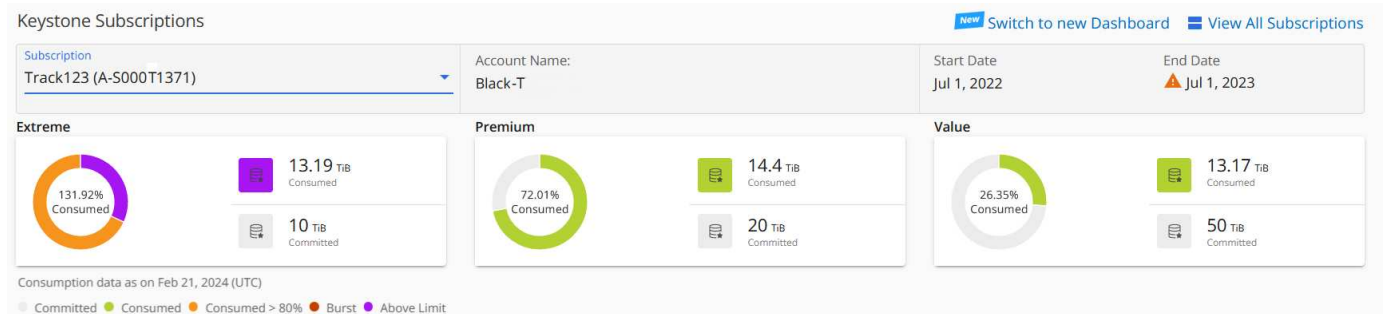 Keystone Subscriptions
New Switch to new Dashboard View All Subscriptions
Subscription
Track123 (A-S000T1371)
Account Name:
Black-T
Start Date
Jul 1, 2022
End Date
Jul 1, 2023
Extreme
131.92%
Consumed
13.19 TiB
Consumed
10 TiB
Committed
Premium
72.01%
Consumed
14.4 TiB
Consumed
20 TiB
Committed
Value
26.35%
Consumed
13.17 TiB
Consumed
50 TiB
Committed
Consumption data as on Feb 21, 2024 (UTC)
Committed Consumed Consumed > 80% Burst Above Limit